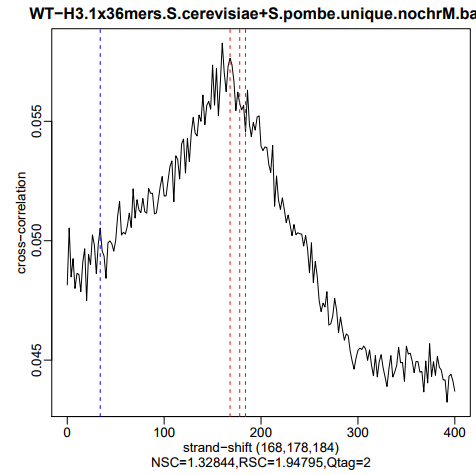 WT−H3.1x36mers.S.cerevisiae+S.pombe.unique.nochrM.ba
0.055
0.050
0.045
cross−correlation
0 100 200 300 400
strand−shift (168,178,184)
NSC=1.32844,RSC=1.94795,Qtag=2